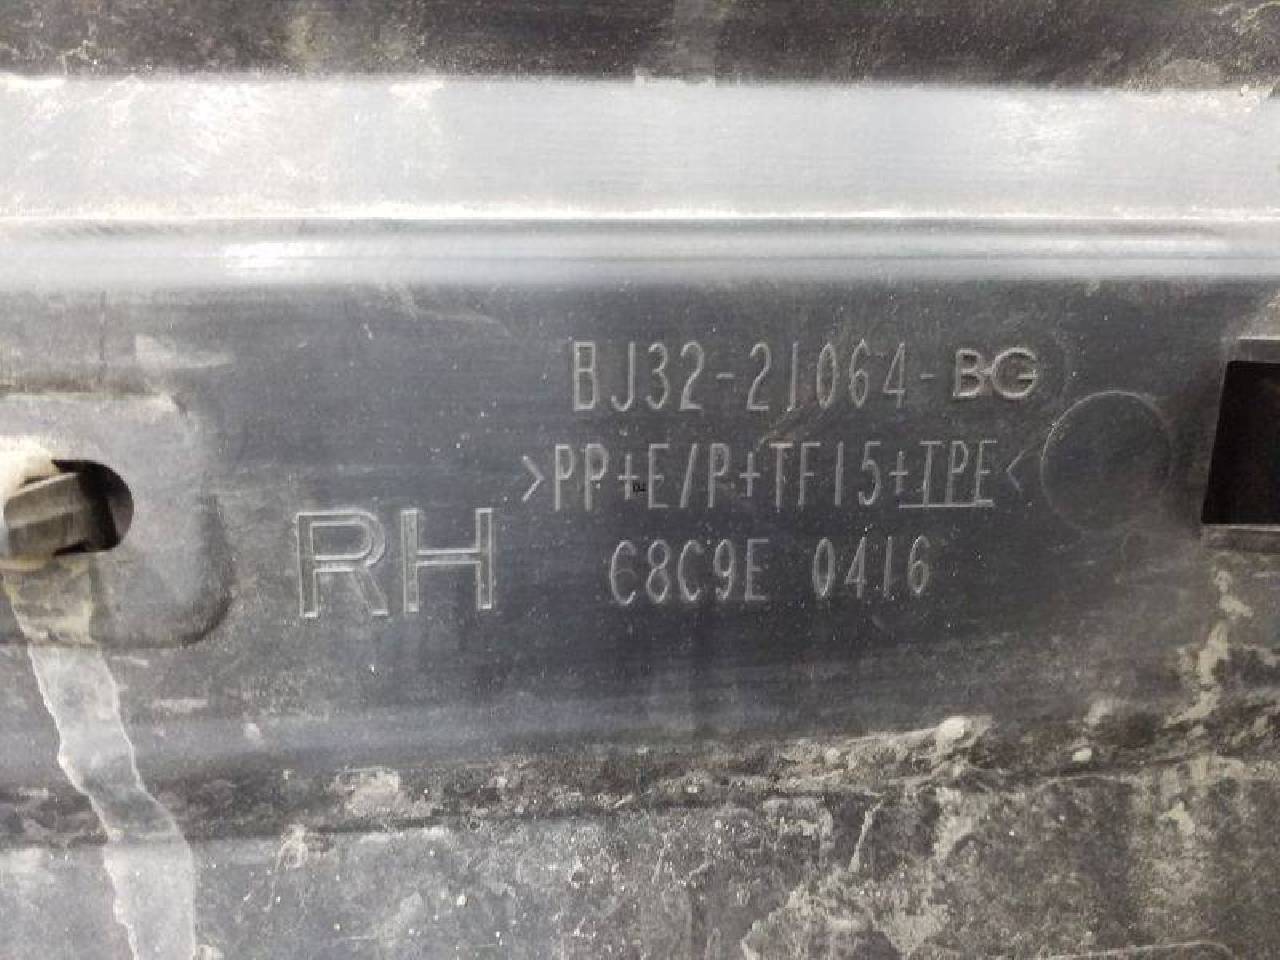 BJ32-21064-BG
>PP+E/P+TF15+TPE<
RH
C8C9E 0416